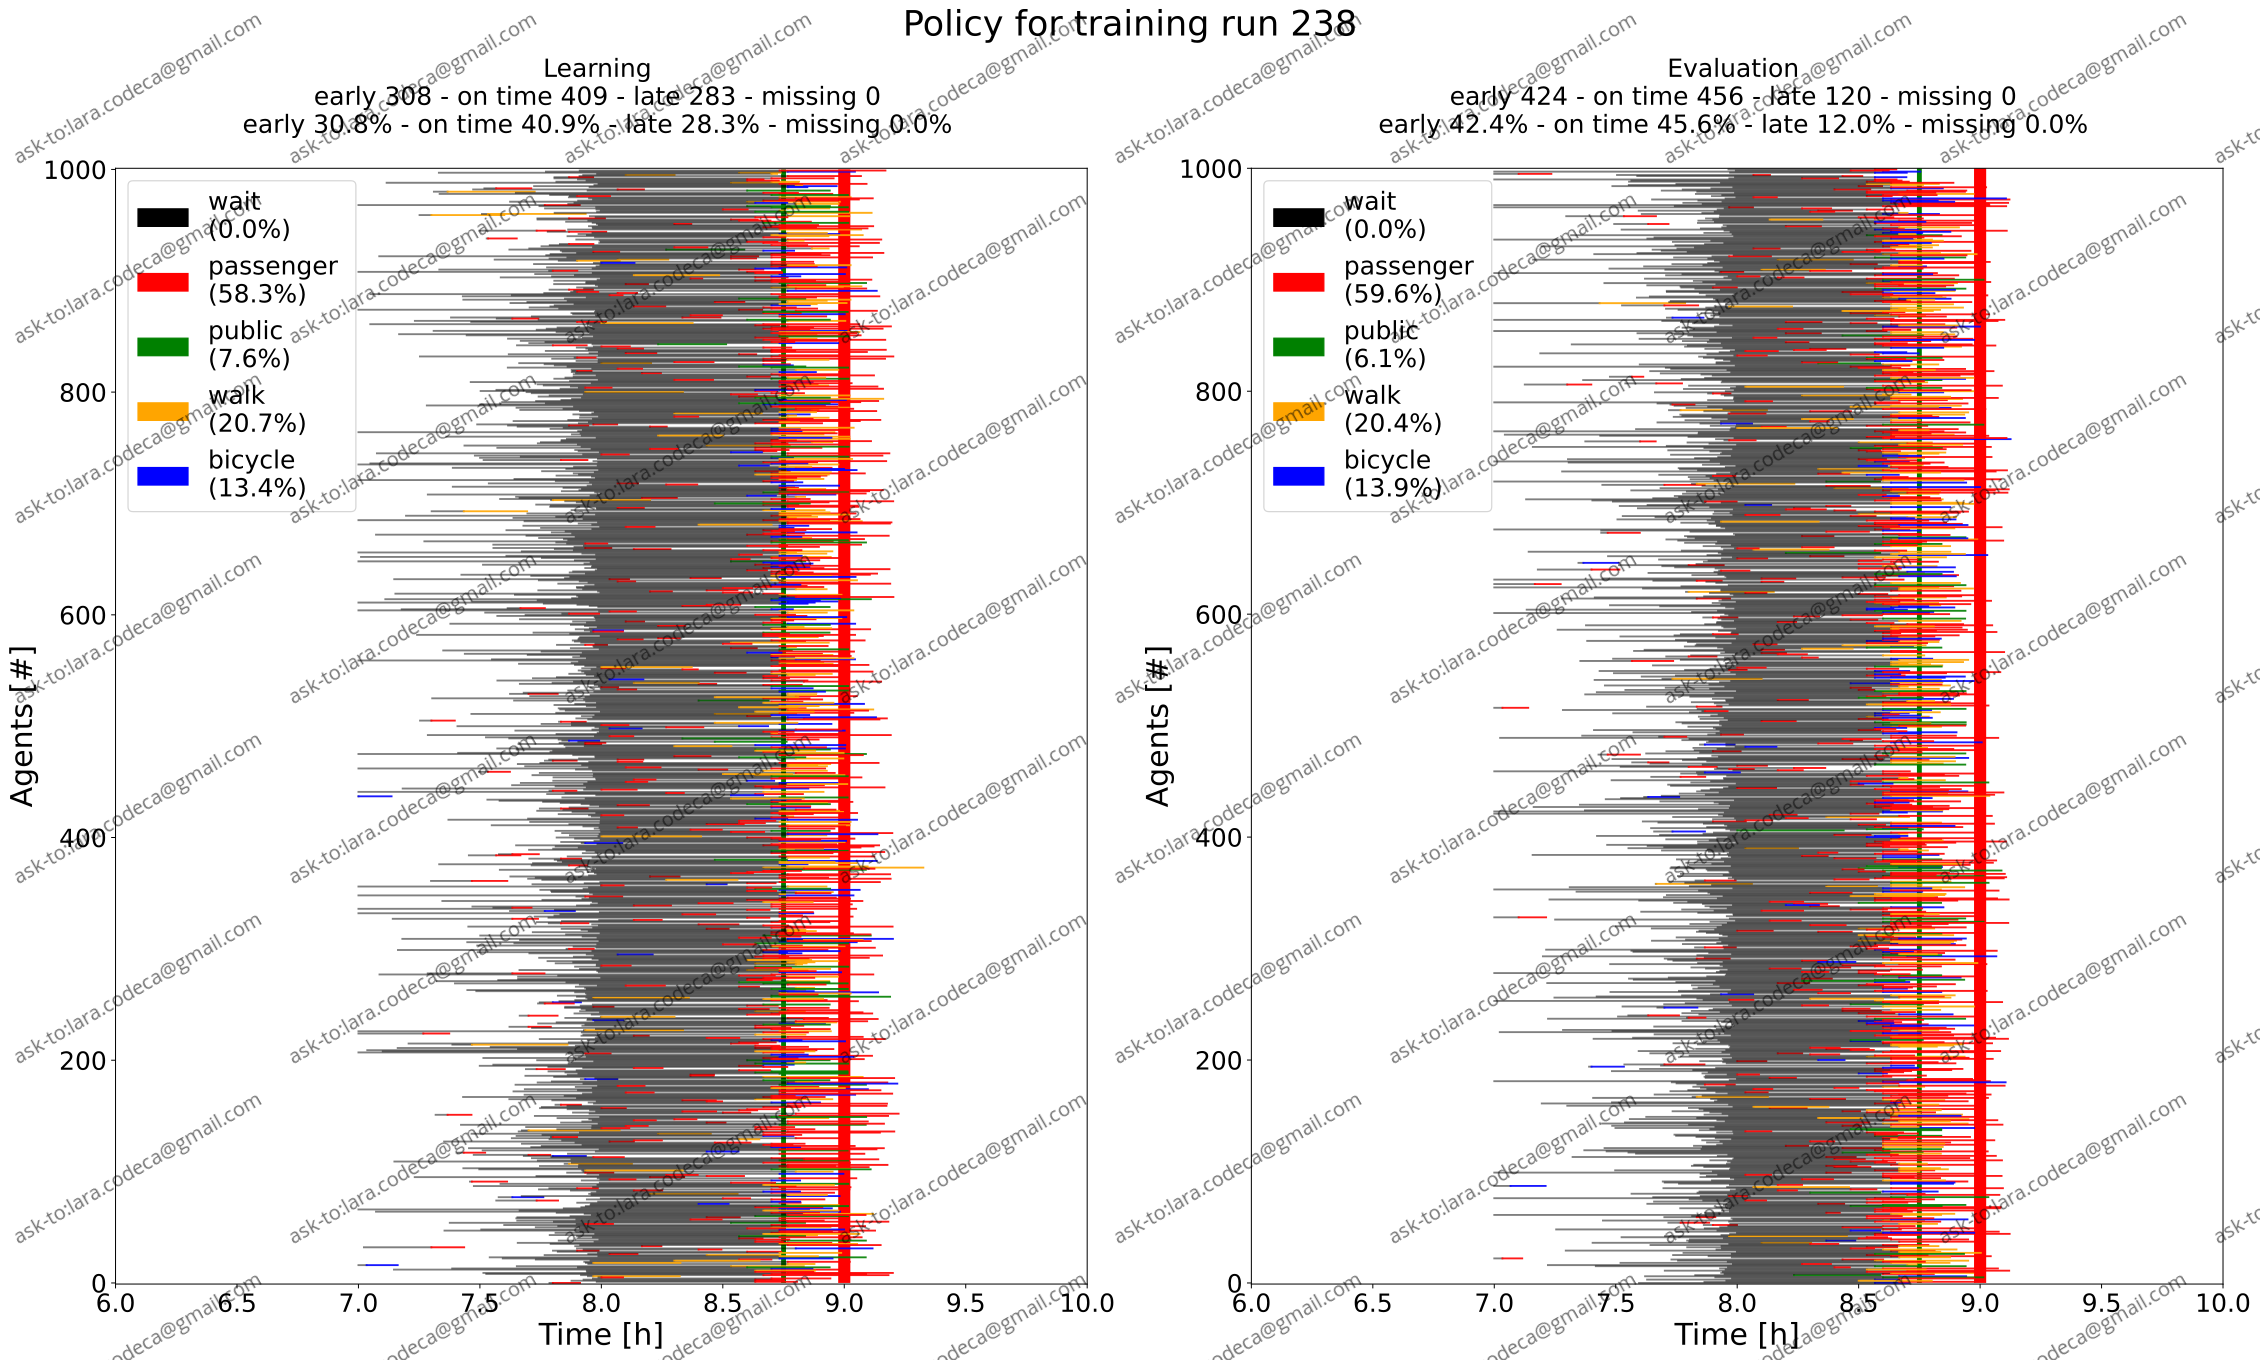 Policy for training run 238
Learning
early 308 - on time 409 - late 283 - missing 0
early 30.8% - on time 40.9% - late 28.3% - missing 0.0%
1000
800
600
400
200
0
Agents [#]
wait
(0.0%)
passenger
(58.3%)
public
(7.6%)
walk
(20.7%)
bicycle
(13.4%)
6.0 6.5 7.0 7.5 8.0 8.5 9.0 9.5 10.0
Time [h]
Evaluation
early 424 - on time 456 - late 120 - missing 0
early 42.4% - on time 45.6% - late 12.0% - missing 0.0%
1000
800
600
400
200
0
Agents [#]
wait
(0.0%)
passenger
(59.6%)
public
(6.1%)
walk
(20.4%)
bicycle
(13.9%)
6.0 6.5 7.0 7.5 8.0 8.5 9.0 9.5 10.0
Time [h]
ask-to:lara.codeca@gmail.com